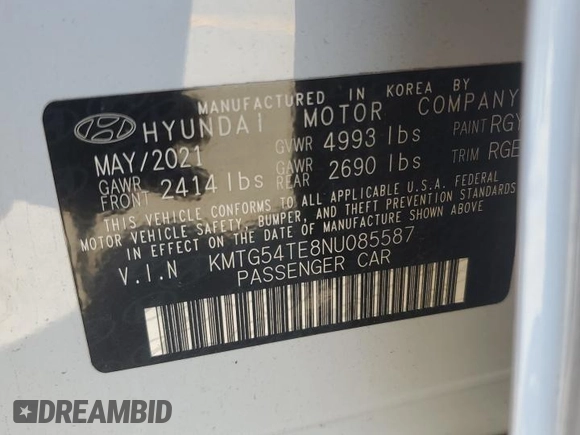 MANUFACTURED IN KOREA BY
HYUNDAI MOTOR COMPANY
MAY/2021 GVWR 4993 lbs PAINT RGY
GAWR FRONT 2414 lbs GAWR REAR 2690 lbs TRIM RGE
THIS VEHICLE CONFORMS TO ALL APPLICABLE U.S.A. FEDERAL
MOTOR VEHICLE SAFETY, BUMPER, AND THEFT PREVENTION STANDARDS
IN EFFECT ON THE DATE OF MANUFACTURE SHOWN ABOVE.
V.I.N KMTG54TE8NU085587
PASSENGER CAR
DREAMBID